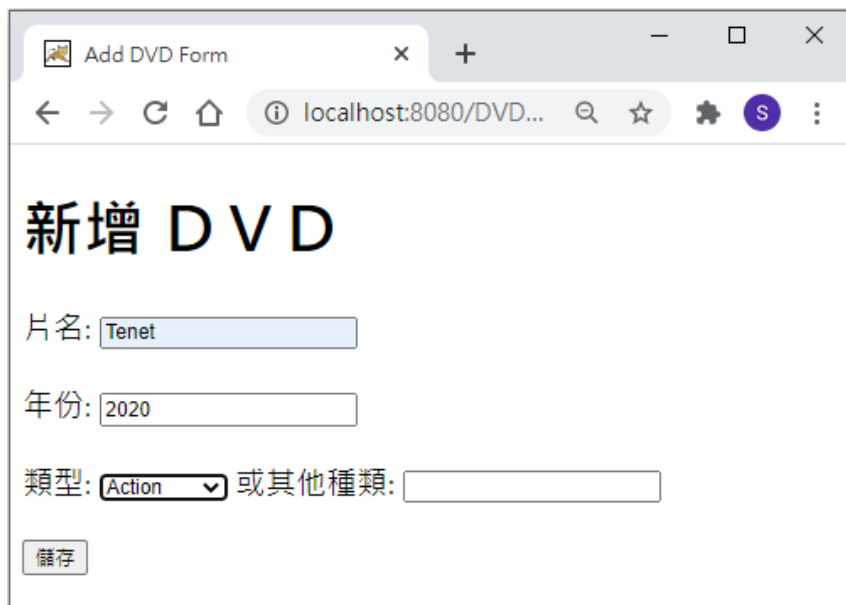 Add DVD Form
localhost:8080/DVD...
S
新增 ＤＶＤ
片名: Tenet
年份: 2020
類型: Action 或其他種類:
儲存